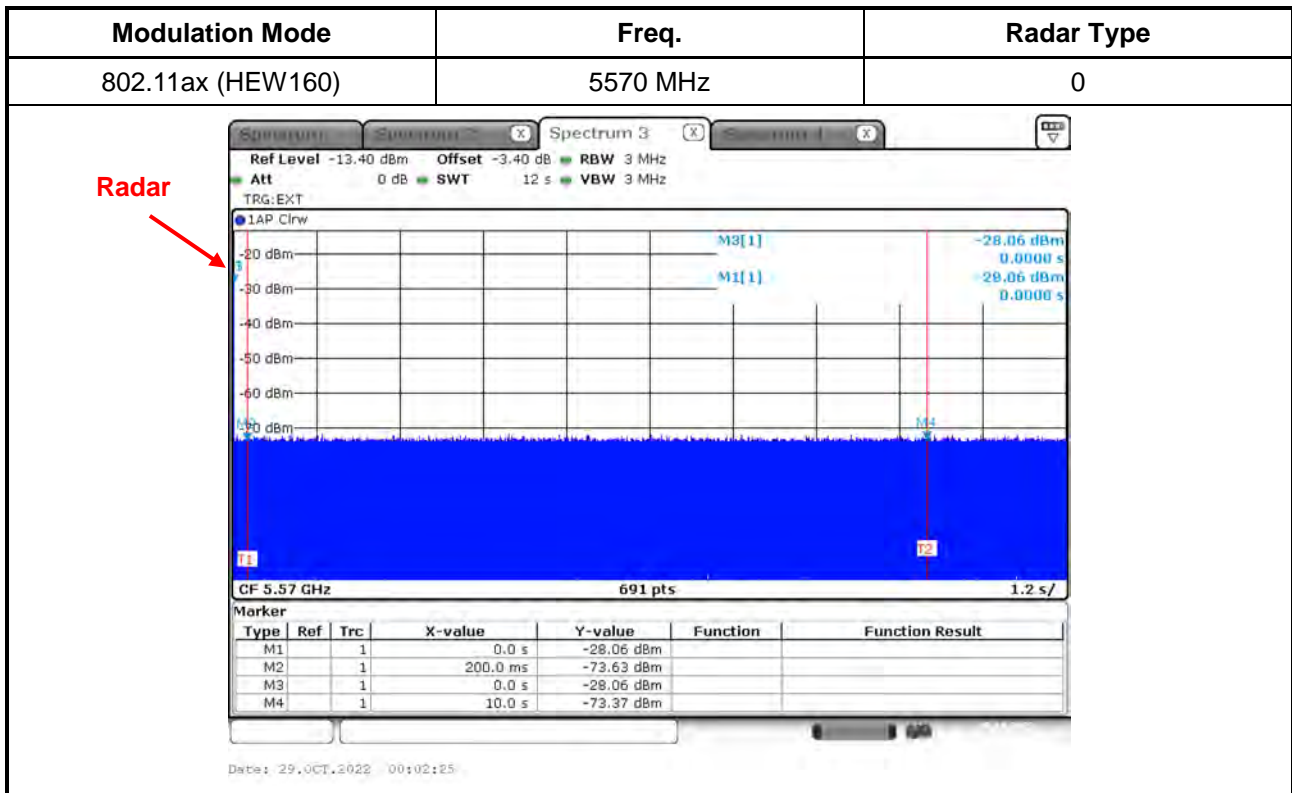 Modulation Mode Freq. Radar Type
802.11ax (HEW160) 5570 MHz 0
Spectrum 3
Ref Level -13.40 dBm Offset -3.40 dB RBW 3 MHz
Att 0 dB SWT 12 s VBW 3 MHz
TRG:EXT
Radar
1AP Clrw
M3[1] -28.06 dBm
0.0000 s
M1[1] -28.06 dBm
0.0000 s
-20 dBm
-30 dBm
-40 dBm
-50 dBm
-60 dBm
-70 dBm
M4
T1 T2
CF 5.57 GHz 691 pts 1.2 s/
Marker
Type Ref Trc X-value Y-value Function Function Result
M1 1 0.0 s -28.06 dBm
M2 1 200.0 ms -73.63 dBm
M3 1 0.0 s -28.06 dBm
M4 1 10.0 s -73.37 dBm
Date: 29.OCT.2022 00:02:25